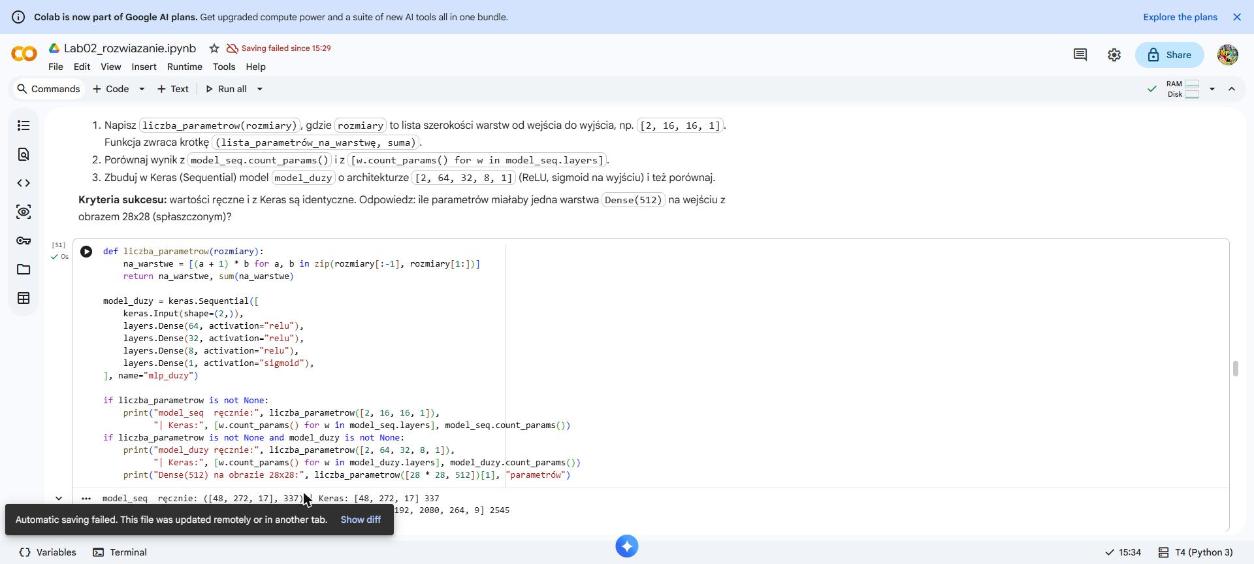 Colab is now part of Google AI plans. Get upgraded compute power and a suite of new AI tools all in one bundle.
Explore the plans
Lab02_rozwiazanie.ipynb
Saving failed since 15:29
File Edit View Insert Runtime Tools Help
Share
Commands + Code + Text Run all
RAM
Disk
1. Napisz liczba_parametrow(rozmiary), gdzie rozmiary to lista szerokości warstw od wejścia do wyjścia, np. [2, 16, 16, 1].
Funkcja zwraca krotkę (lista_parametrów_na_warstwę, suma).
2. Porównaj wynik z model_seq.count_params() i z [w.count_params() for w in model_seq.layers].
3. Zbuduj w Keras (Sequential) model model_duzy o architekturze [2, 64, 32, 8, 1] (ReLU, sigmoid na wyjściu) i też porównaj.
Kryteria sukcesu: wartości ręczne i z Keras są identyczne. Odpowiedz: ile parametrów miałaby jedna warstwa Dense(512) na wejściu z
obrazem 28x28 (spłaszczonym)?
[51]
0s
def liczba_parametrow(rozmiary):
    na_warstwe = [(a + 1) * b for a, b in zip(rozmiary[:-1], rozmiary[1:])]
    return na_warstwe, sum(na_warstwe)
model_duzy = keras.Sequential([
    keras.Input(shape=(2,)),
    layers.Dense(64, activation="relu"),
    layers.Dense(32, activation="relu"),
    layers.Dense(8, activation="relu"),
    layers.Dense(1, activation="sigmoid"),
], name="mlp_duzy")
if liczba_parametrow is not None:
    print("model_seq  ręcznie:", liczba_parametrow([2, 16, 16, 1]),
          "| Keras:", [w.count_params() for w in model_seq.layers], model_seq.count_params())
if liczba_parametrow is not None and model_duzy is not None:
    print("model_duzy ręcznie:", liczba_parametrow([2, 64, 32, 8, 1]),
          "| Keras:", [w.count_params() for w in model_duzy.layers], model_duzy.count_params())
    print("Dense(512) na obrazie 28x28:", liczba_parametrow([28 * 28, 512])[1], "parametrów")
model_seq  ręcznie: ([48, 272, 17], 337) | Keras: [48, 272, 17] 337
192, 2080, 264, 9] 2545
Automatic saving failed. This file was updated remotely or in another tab. Show diff
{} Variables Terminal
15:34 T4 (Python 3)